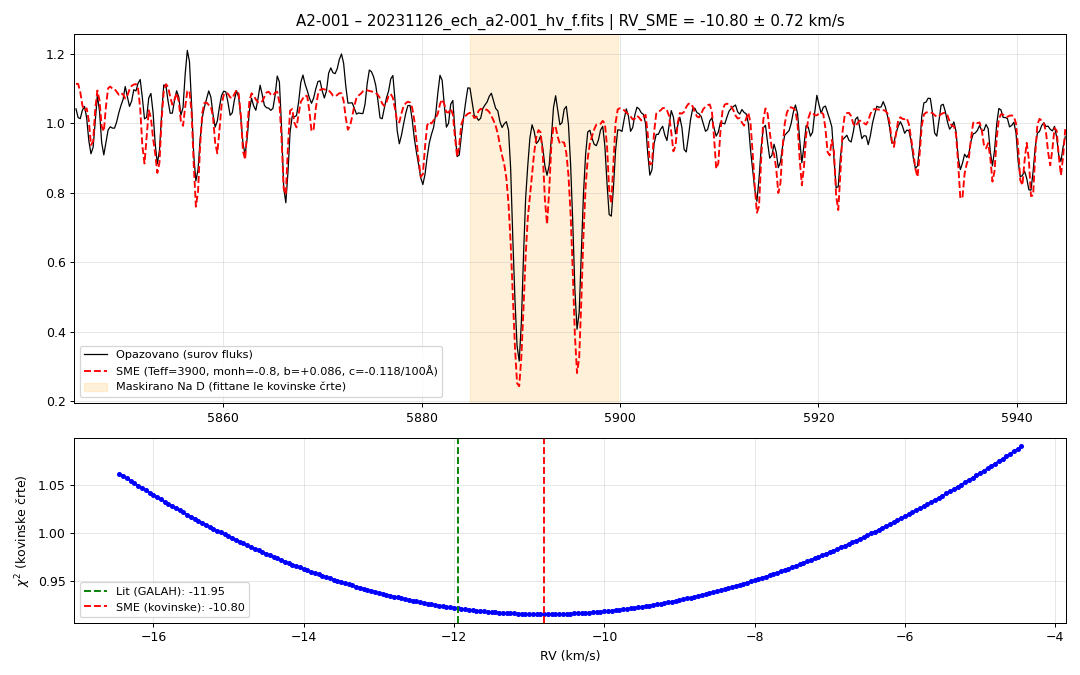 A2-001 – 20231126_ech_a2-001_hv_f.fits | RV_SME = -10.80 ± 0.72 km/s
1.2
1.0
0.8
0.6
0.4
0.2
Opazovano (surov fluks)
SME (Teff=3900, monh=-0.8, b=+0.086, c=-0.118/100Å)
Maskirano Na D (fittane le kovinske črte)
5860 5880 5900 5920 5940
χ² (kovinske črte)
1.05
1.00
0.95
Lit (GALAH): -11.95
SME (kovinske): -10.80
−16 −14 −12 −10 −8 −6 −4
RV (km/s)